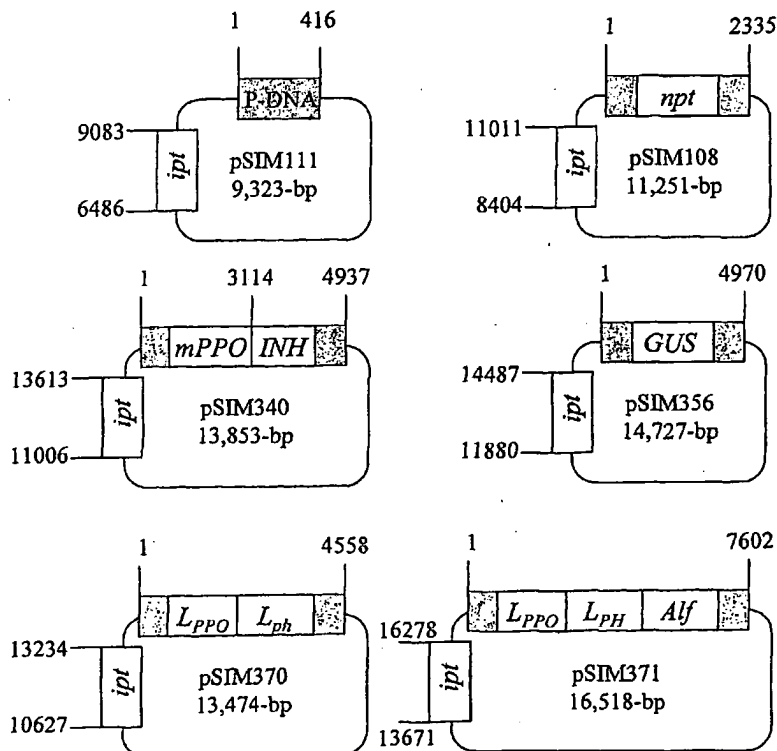 1 416
P-DNA
9083
ipt
6486
pSIM111
9,323-bp
1 2335
npt
11011
ipt
8404
pSIM108
11,251-bp
1 3114 4937
mPPO INH
13613
ipt
11006
pSIM340
13,853-bp
1 4970
GUS
14487
ipt
11880
pSIM356
14,727-bp
1 4558
LPPO Lph
13234
ipt
10627
pSIM370
13,474-bp
1 7602
LPPO LPH Alf
16278
ipt
13671
pSIM371
16,518-bp